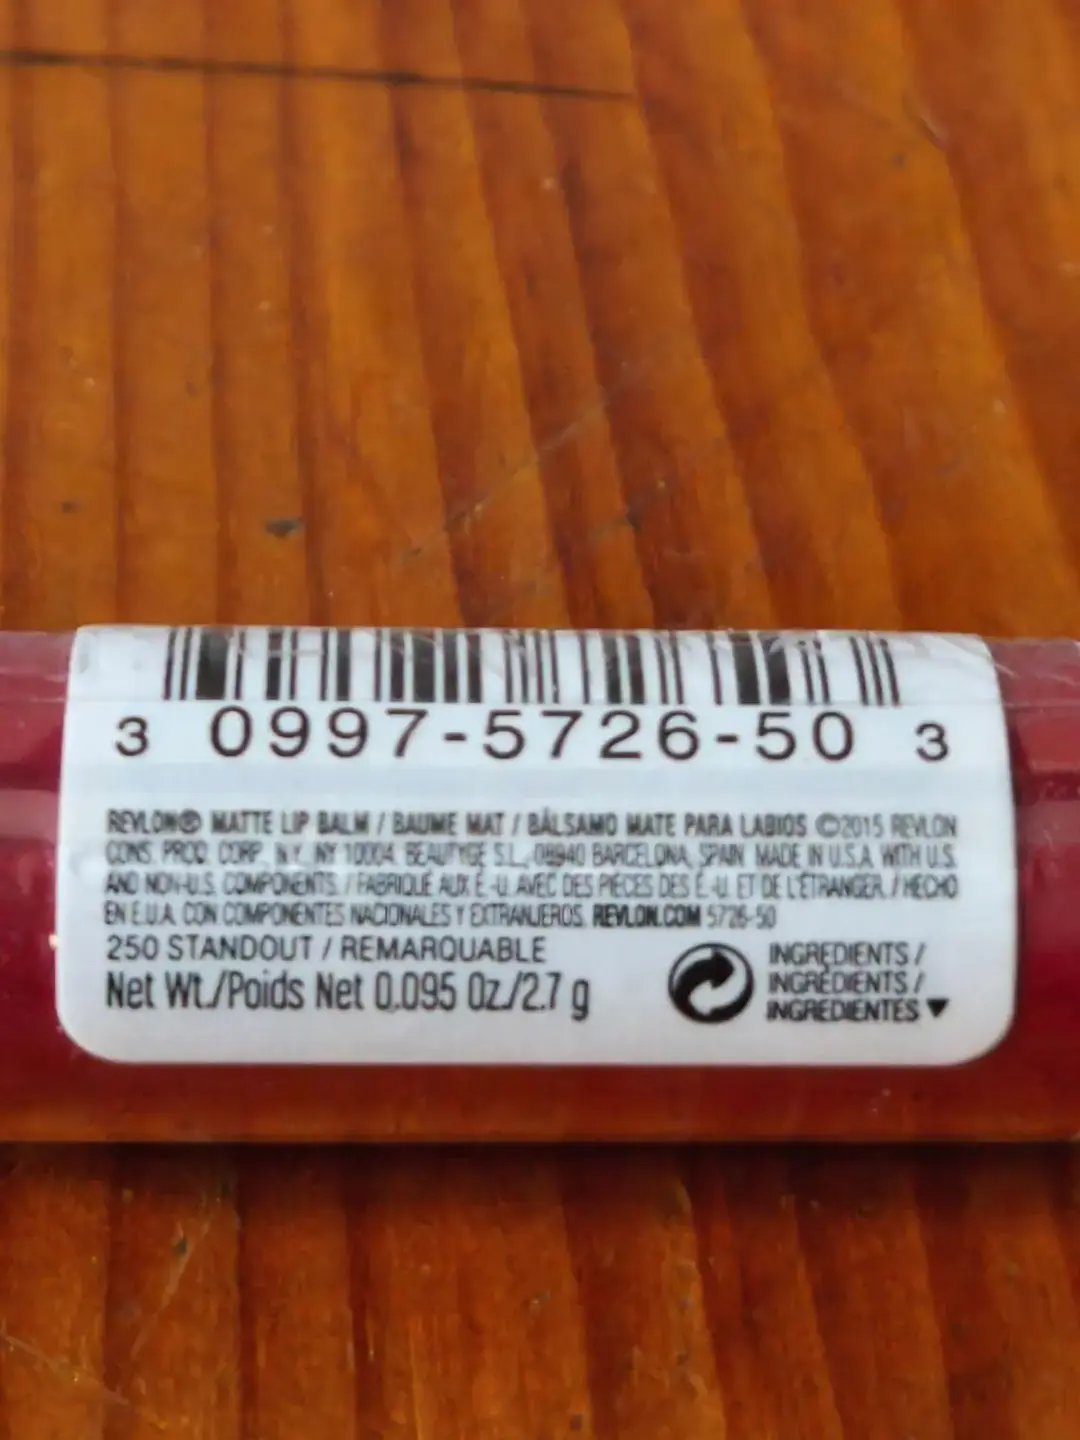 3 0997-5726-50 3
REVLON® MATTE LIP BALM / BAUME MAT / BÁLSAMO MATE PARA LABIOS ©2015 REVLON
CONS. PROD. CORP., N.Y., NY 10004. BEAUTYGE S.L., 08940 BARCELONA, SPAIN. MADE IN U.S.A. WITH U.S.
AND NON-U.S. COMPONENTS. / FABRIQUÉ AUX É.-U. AVEC DES PIÈCES DES É.-U. ET DE L'ÉTRANGER. / HECHO
EN E.U.A. CON COMPONENTES NACIONALES Y EXTRANJEROS. REVLON.COM 5726-50
250 STANDOUT / REMARQUABLE
Net Wt./Poids Net 0.095 Oz./2.7 g
INGREDIENTS /
INGRÉDIENTS /
INGREDIENTES ▼